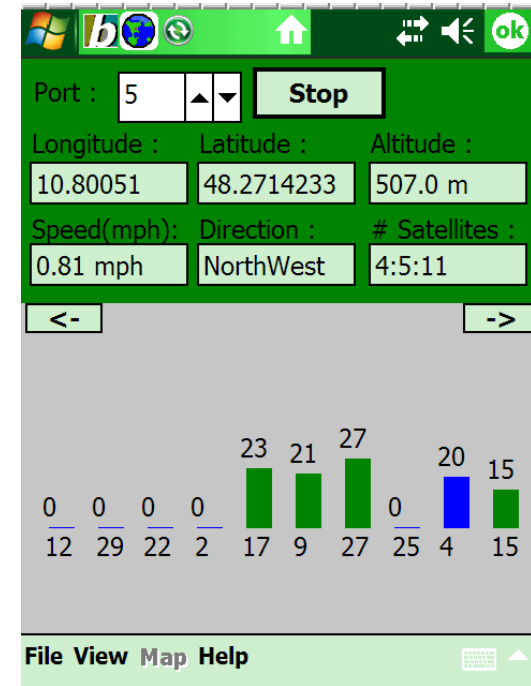 b ok
Port : 5 Stop
Longitude : Latitude : Altitude :
10.80051 48.2714233 507.0 m
Speed(mph): Direction : # Satellites :
0.81 mph NorthWest 4:5:11
<- ->
0 0 0 0 23 21 27 0 20 15
12 29 22 2 17 9 27 25 4 15
File View Map Help